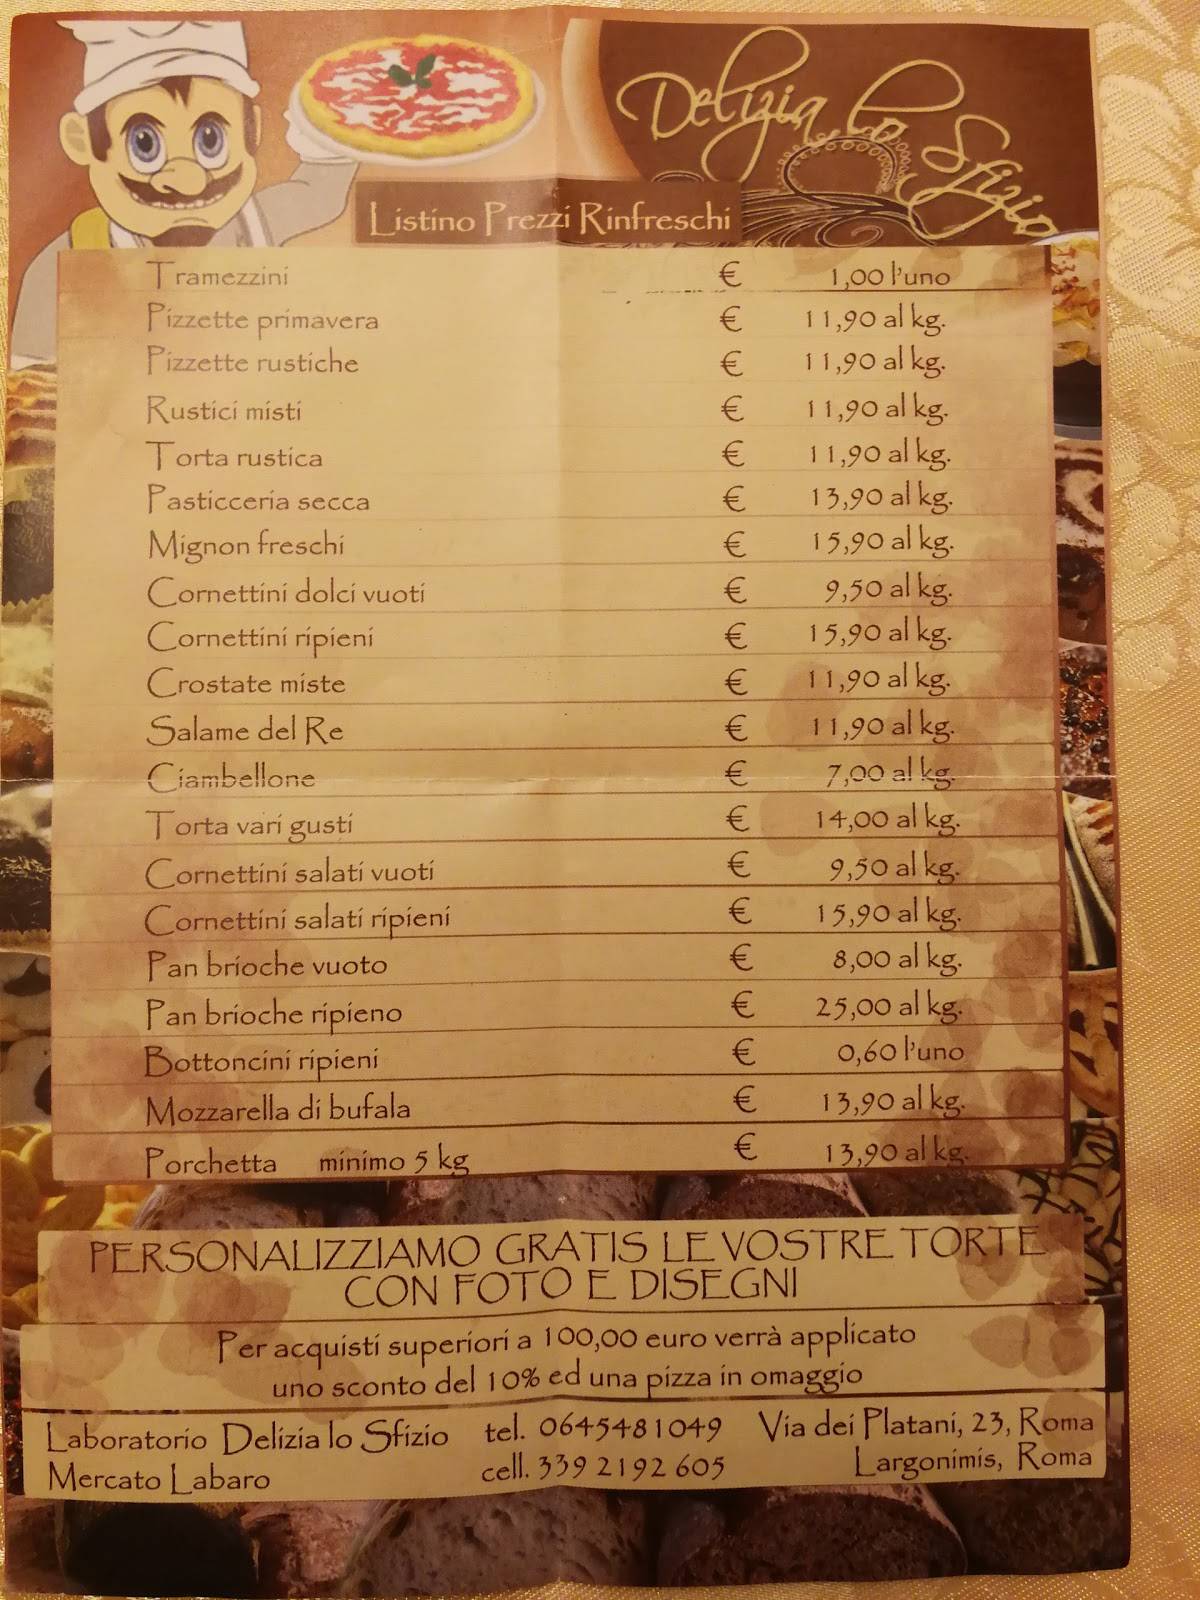 Delizia lo Sfizio
Listino Prezzi Rinfreschi
Tramezzini € 1,00 l'uno
Pizzette primavera € 11,90 al kg.
Pizzette rustiche € 11,90 al kg.
Rustici misti € 11,90 al kg.
Torta rustica € 11,90 al kg.
Pasticceria secca € 13,90 al kg.
Mignon freschi € 15,90 al kg.
Cornettini dolci vuoti € 9,50 al kg.
Cornettini ripieni € 15,90 al kg.
Crostate miste € 11,90 al kg.
Salame del Re € 11,90 al kg.
Ciambellone € 7,00 al kg.
Torta vari gusti € 14,00 al kg.
Cornettini salati vuoti € 9,50 al kg.
Cornettini salati ripieni € 15,90 al kg.
Pan brioche vuoto € 8,00 al kg.
Pan brioche ripieno € 25,00 al kg.
Bottoncini ripieni € 0,60 l'uno
Mozzarella di bufala € 13,90 al kg.
Porchetta minimo 5 kg € 13,90 al kg.
PERSONALIZZIAMO GRATIS LE VOSTRE TORTE
CON FOTO E DISEGNI
Per acquisti superiori a 100,00 euro verrà applicato
uno sconto del 10% ed una pizza in omaggio
Laboratorio Delizia lo Sfizio tel. 0645481049 Via dei Platani, 23, Roma
Mercato Labaro cell. 339 2192 605 Largonimis, Roma